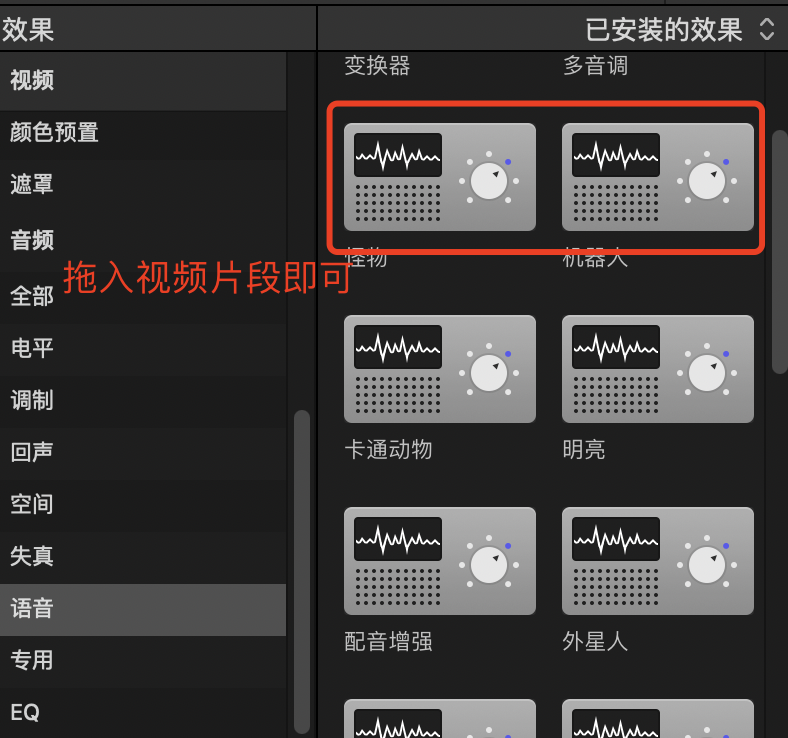 效果
已安装的效果
视频
颜色预置
遮罩
音频
全部
电平
调制
回声
空间
失真
语音
专用
EQ
拖入视频片段即可
变换器
多音调
怪物
机器人
卡通动物
明亮
配音增强
外星人